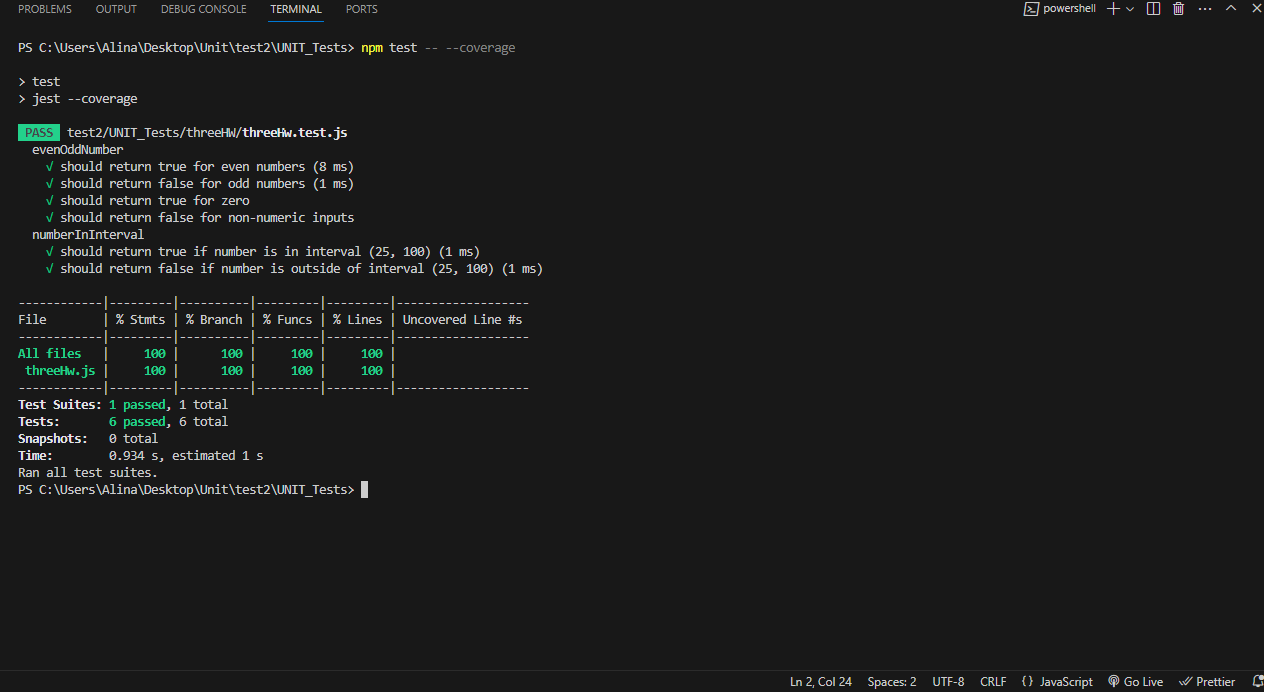 PROBLEMS OUTPUT DEBUG CONSOLE TERMINAL PORTS powershell
PS C:\Users\Alina\Desktop\Unit\test2\UNIT_Tests> npm test -- --coverage
> test
> jest --coverage
PASS test2/UNIT_Tests/threeHW/threeHw.test.js
evenOddNumber
√ should return true for even numbers (8 ms)
√ should return false for odd numbers (1 ms)
√ should return true for zero
√ should return false for non-numeric inputs
numberInInterval
√ should return true if number is in interval (25, 100) (1 ms)
√ should return false if number is outside of interval (25, 100) (1 ms)
------------|---------|----------|---------|---------|-------------------
File | % Stmts | % Branch | % Funcs | % Lines | Uncovered Line #s
------------|---------|----------|---------|---------|-------------------
All files | 100 | 100 | 100 | 100 |
threeHw.js | 100 | 100 | 100 | 100 |
------------|---------|----------|---------|---------|-------------------
Test Suites: 1 passed, 1 total
Tests: 6 passed, 6 total
Snapshots: 0 total
Time: 0.934 s, estimated 1 s
Ran all test suites.
PS C:\Users\Alina\Desktop\Unit\test2\UNIT_Tests>
Ln 2, Col 24 Spaces: 2 UTF-8 CRLF {} JavaScript Go Live Prettier